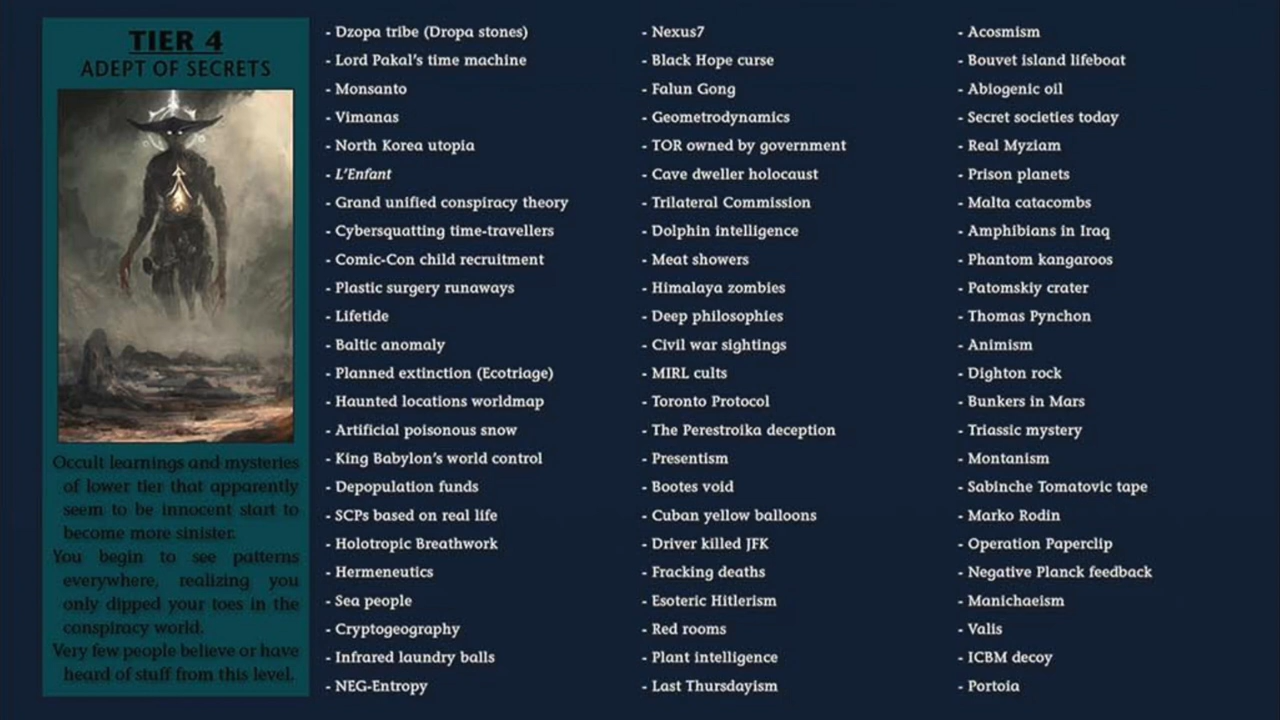 TIER 4
ADEPT OF SECRETS
Occult learnings and mysteries
of lower tier that apparently
seem to be innocent start to
become more sinister.
You begin to see patterns
everywhere, realizing you
only dipped your toes in the
conspiracy world.
Very few people believe or have
heard of stuff from this level.
- Dzopa tribe (Dropa stones)
- Lord Pakal's time machine
- Monsanto
- Vimanas
- North Korea utopia
- L'Enfant
- Grand unified conspiracy theory
- Cybersquatting time-travellers
- Comic-Con child recruitment
- Plastic surgery runaways
- Lifetide
- Baltic anomaly
- Planned extinction (Ecotriage)
- Haunted locations worldmap
- Artificial poisonous snow
- King Babylon's world control
- Depopulation funds
- SCPs based on real life
- Holotropic Breathwork
- Hermeneutics
- Sea people
- Cryptogeography
- Infrared laundry balls
- NEG-Entropy
- Nexus7
- Black Hope curse
- Falun Gong
- Geometrodynamics
- TOR owned by government
- Cave dweller holocaust
- Trilateral Commission
- Dolphin intelligence
- Meat showers
- Himalaya zombies
- Deep philosophies
- Civil war sightings
- MIRL cults
- Toronto Protocol
- The Perestroika deception
- Presentism
- Bootes void
- Cuban yellow balloons
- Driver killed JFK
- Fracking deaths
- Esoteric Hitlerism
- Red rooms
- Plant intelligence
- Last Thursdayism
- Acosmism
- Bouvet island lifeboat
- Abiogenic oil
- Secret societies today
- Real Myziam
- Prison planets
- Malta catacombs
- Amphibians in Iraq
- Phantom kangaroos
- Patomskiy crater
- Thomas Pynchon
- Animism
- Dighton rock
- Bunkers in Mars
- Triassic mystery
- Montanism
- Sabinche Tomatovic tape
- Marko Rodin
- Operation Paperclip
- Negative Planck feedback
- Manichaeism
- Valis
- ICBM decoy
- Portoia